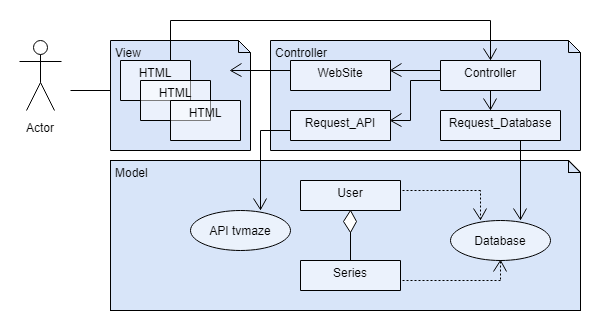 View
Controller
HTML
WebSite
Controller
HTML
HTML
Request_API
Request_Database
Actor
Model
User
API tvmaze
Database
Series